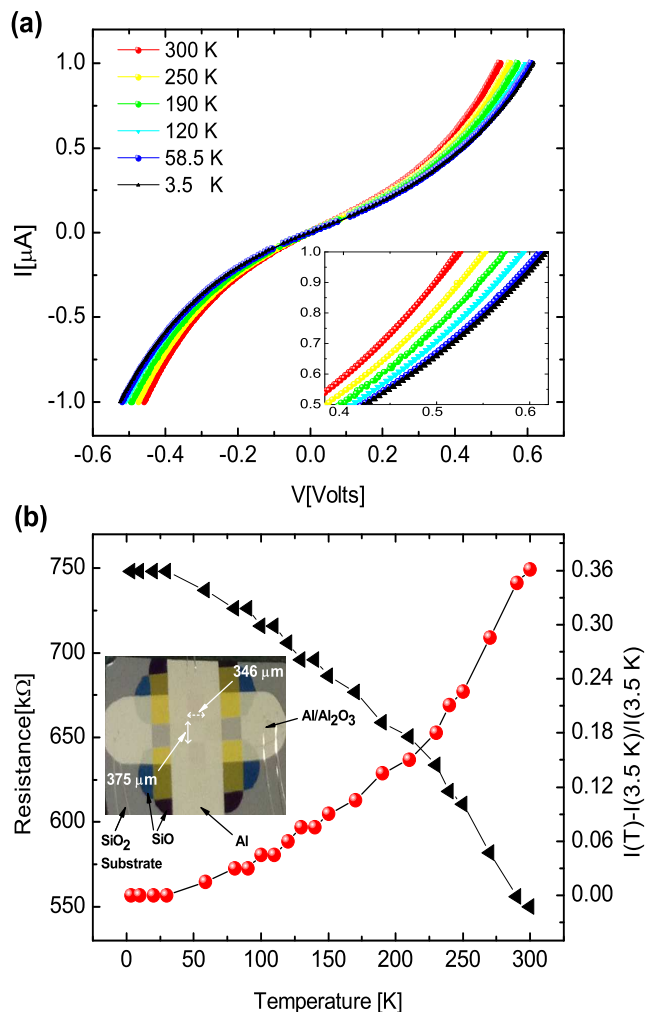 (a)
300 K
250 K
190 K
120 K
58.5 K
3.5 K
1.0
0.5
0.0
-0.5
-1.0
I[μA]
1.0
0.9
0.8
0.7
0.6
0.5
0.4 0.5 0.6
-0.6 -0.4 -0.2 0.0 0.2 0.4 0.6
V[Volts]
(b)
750
700
650
600
550
Resistance[kΩ]
0.36
0.30
0.24
0.18
0.12
0.06
0.00
I(T)-I(3.5 K)/I(3.5 K)
346 μm
375 μm
Al/Al2O3
SiO2
Substrate
SiO
Al
0 50 100 150 200 250 300
Temperature [K]